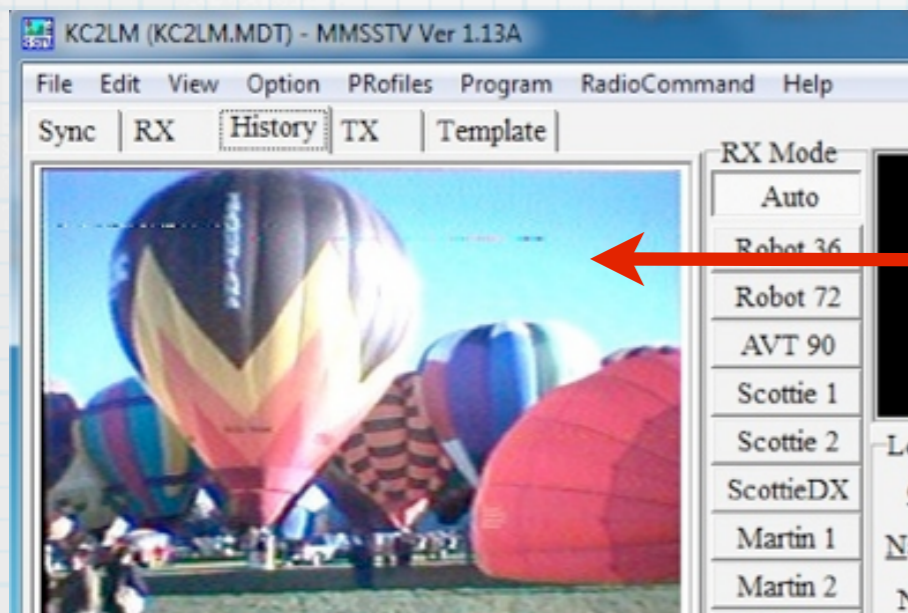 KC2LM (KC2LM.MDT) - MMSSTV Ver 1.13A
File Edit View Option PRofiles Program RadioCommand Help
Sync RX History TX Template
RX Mode
Auto
Robot 36
Robot 72
AVT 90
Scottie 1
Scottie 2
ScottieDX
Martin 1
Martin 2